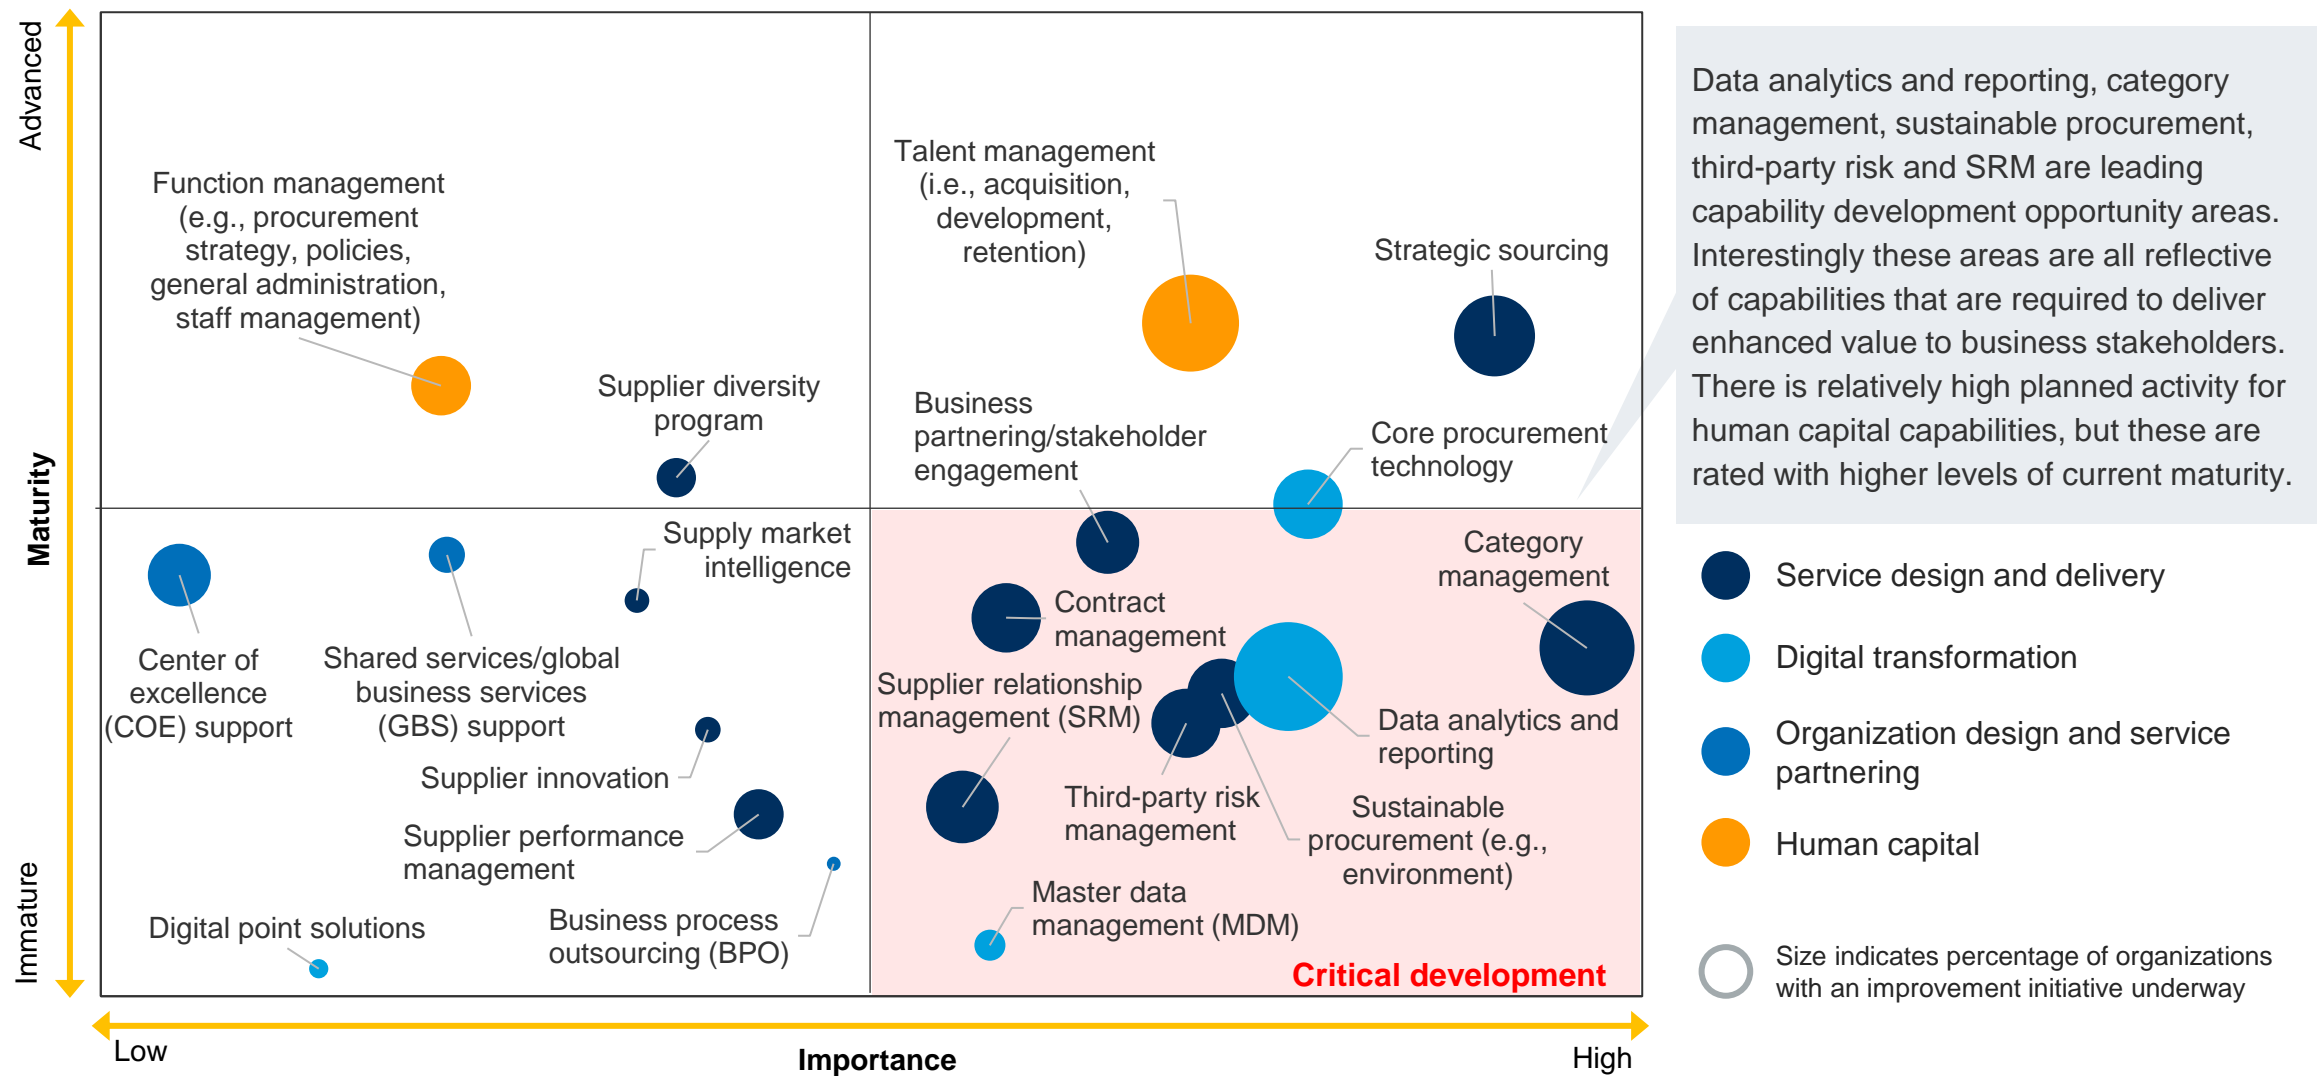 Advanced
Maturity
Immature
Function management
(e.g., procurement
strategy, policies,
general administration,
staff management)
Supplier diversity
program
Talent management
(i.e., acquisition,
development,
retention)
Strategic sourcing
Business
partnering/stakeholder
engagement
Core procurement
technology
Supply market
intelligence
Center of
excellence
(COE) support
Shared services/global
business services
(GBS) support
Supplier innovation
Supplier performance
management
Digital point solutions
Business process
outsourcing (BPO)
Category
management
Contract
management
Supplier relationship
management (SRM)
Data analytics and
reporting
Third-party risk
management
Sustainable
procurement (e.g.,
environment)
Master data
management (MDM)
Critical development
Low
Importance
High
Data analytics and reporting, category
management, sustainable procurement,
third-party risk and SRM are leading
capability development opportunity areas.
Interestingly these areas are all reflective
of capabilities that are required to deliver
enhanced value to business stakeholders.
There is relatively high planned activity for
human capital capabilities, but these are
rated with higher levels of current maturity.
Service design and delivery
Digital transformation
Organization design and service
partnering
Human capital
Size indicates percentage of organizations
with an improvement initiative underway